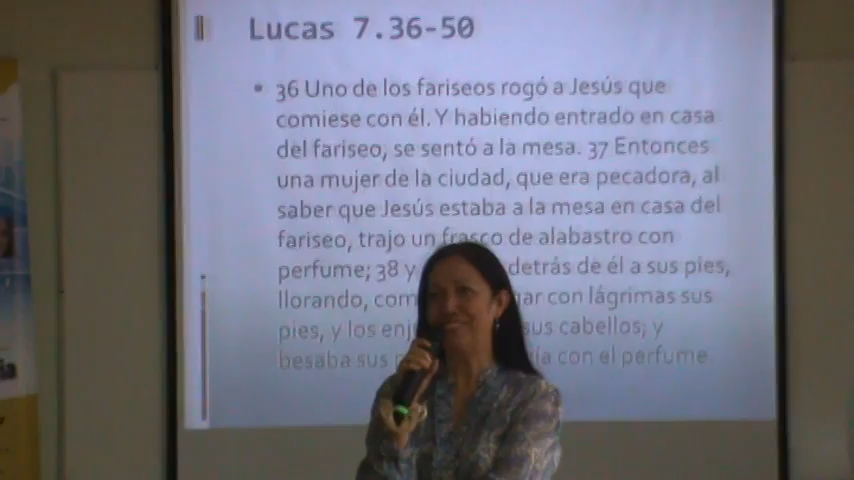 Lucas 7.36-50
36 Uno de los fariseos rogó a Jesús que
comiese con él. Y habiendo entrado en casa
del fariseo, se sentó a la mesa. 37 Entonces
una mujer de la ciudad, que era pecadora, al
saber que Jesús estaba a la mesa en casa del
fariseo, trajo un frasco de alabastro con
perfume; 38 y detrás de él a sus pies,
llorando, con lágrimas sus
pies, y los sus cabellos; y
besaba sus con el perfume